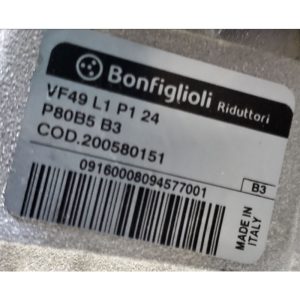 Bonfiglioli Riduttori
VF49 L1 P1 24
P80B5 B3
COD.200580151
09160008094577001
B3
MADE IN
ITALY